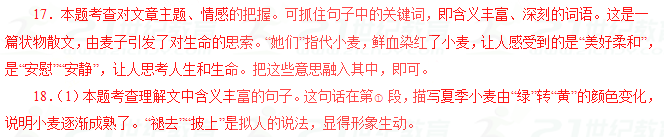 17. 本题考查对文章主题、情感的把握。可抓住句子中的关键词，即含义丰富、深刻的词语。这是一
篇状物散文，由麦子引发了对生命的思索。“她们”指代小麦，鲜血染红了小麦，让人感受到的是“美好柔和”，
是“安慰”“安静”，让人思考人生和生命。把这些意思融入其中，即可。
18. (1）本题考查理解文中含义丰富的句子。这句话在第①段，描写夏季小麦由“绿”转“黄”的颜色变化，
说明小麦逐渐成熟了。“褪去”“披上”是拟人的说法，显得形象生动。